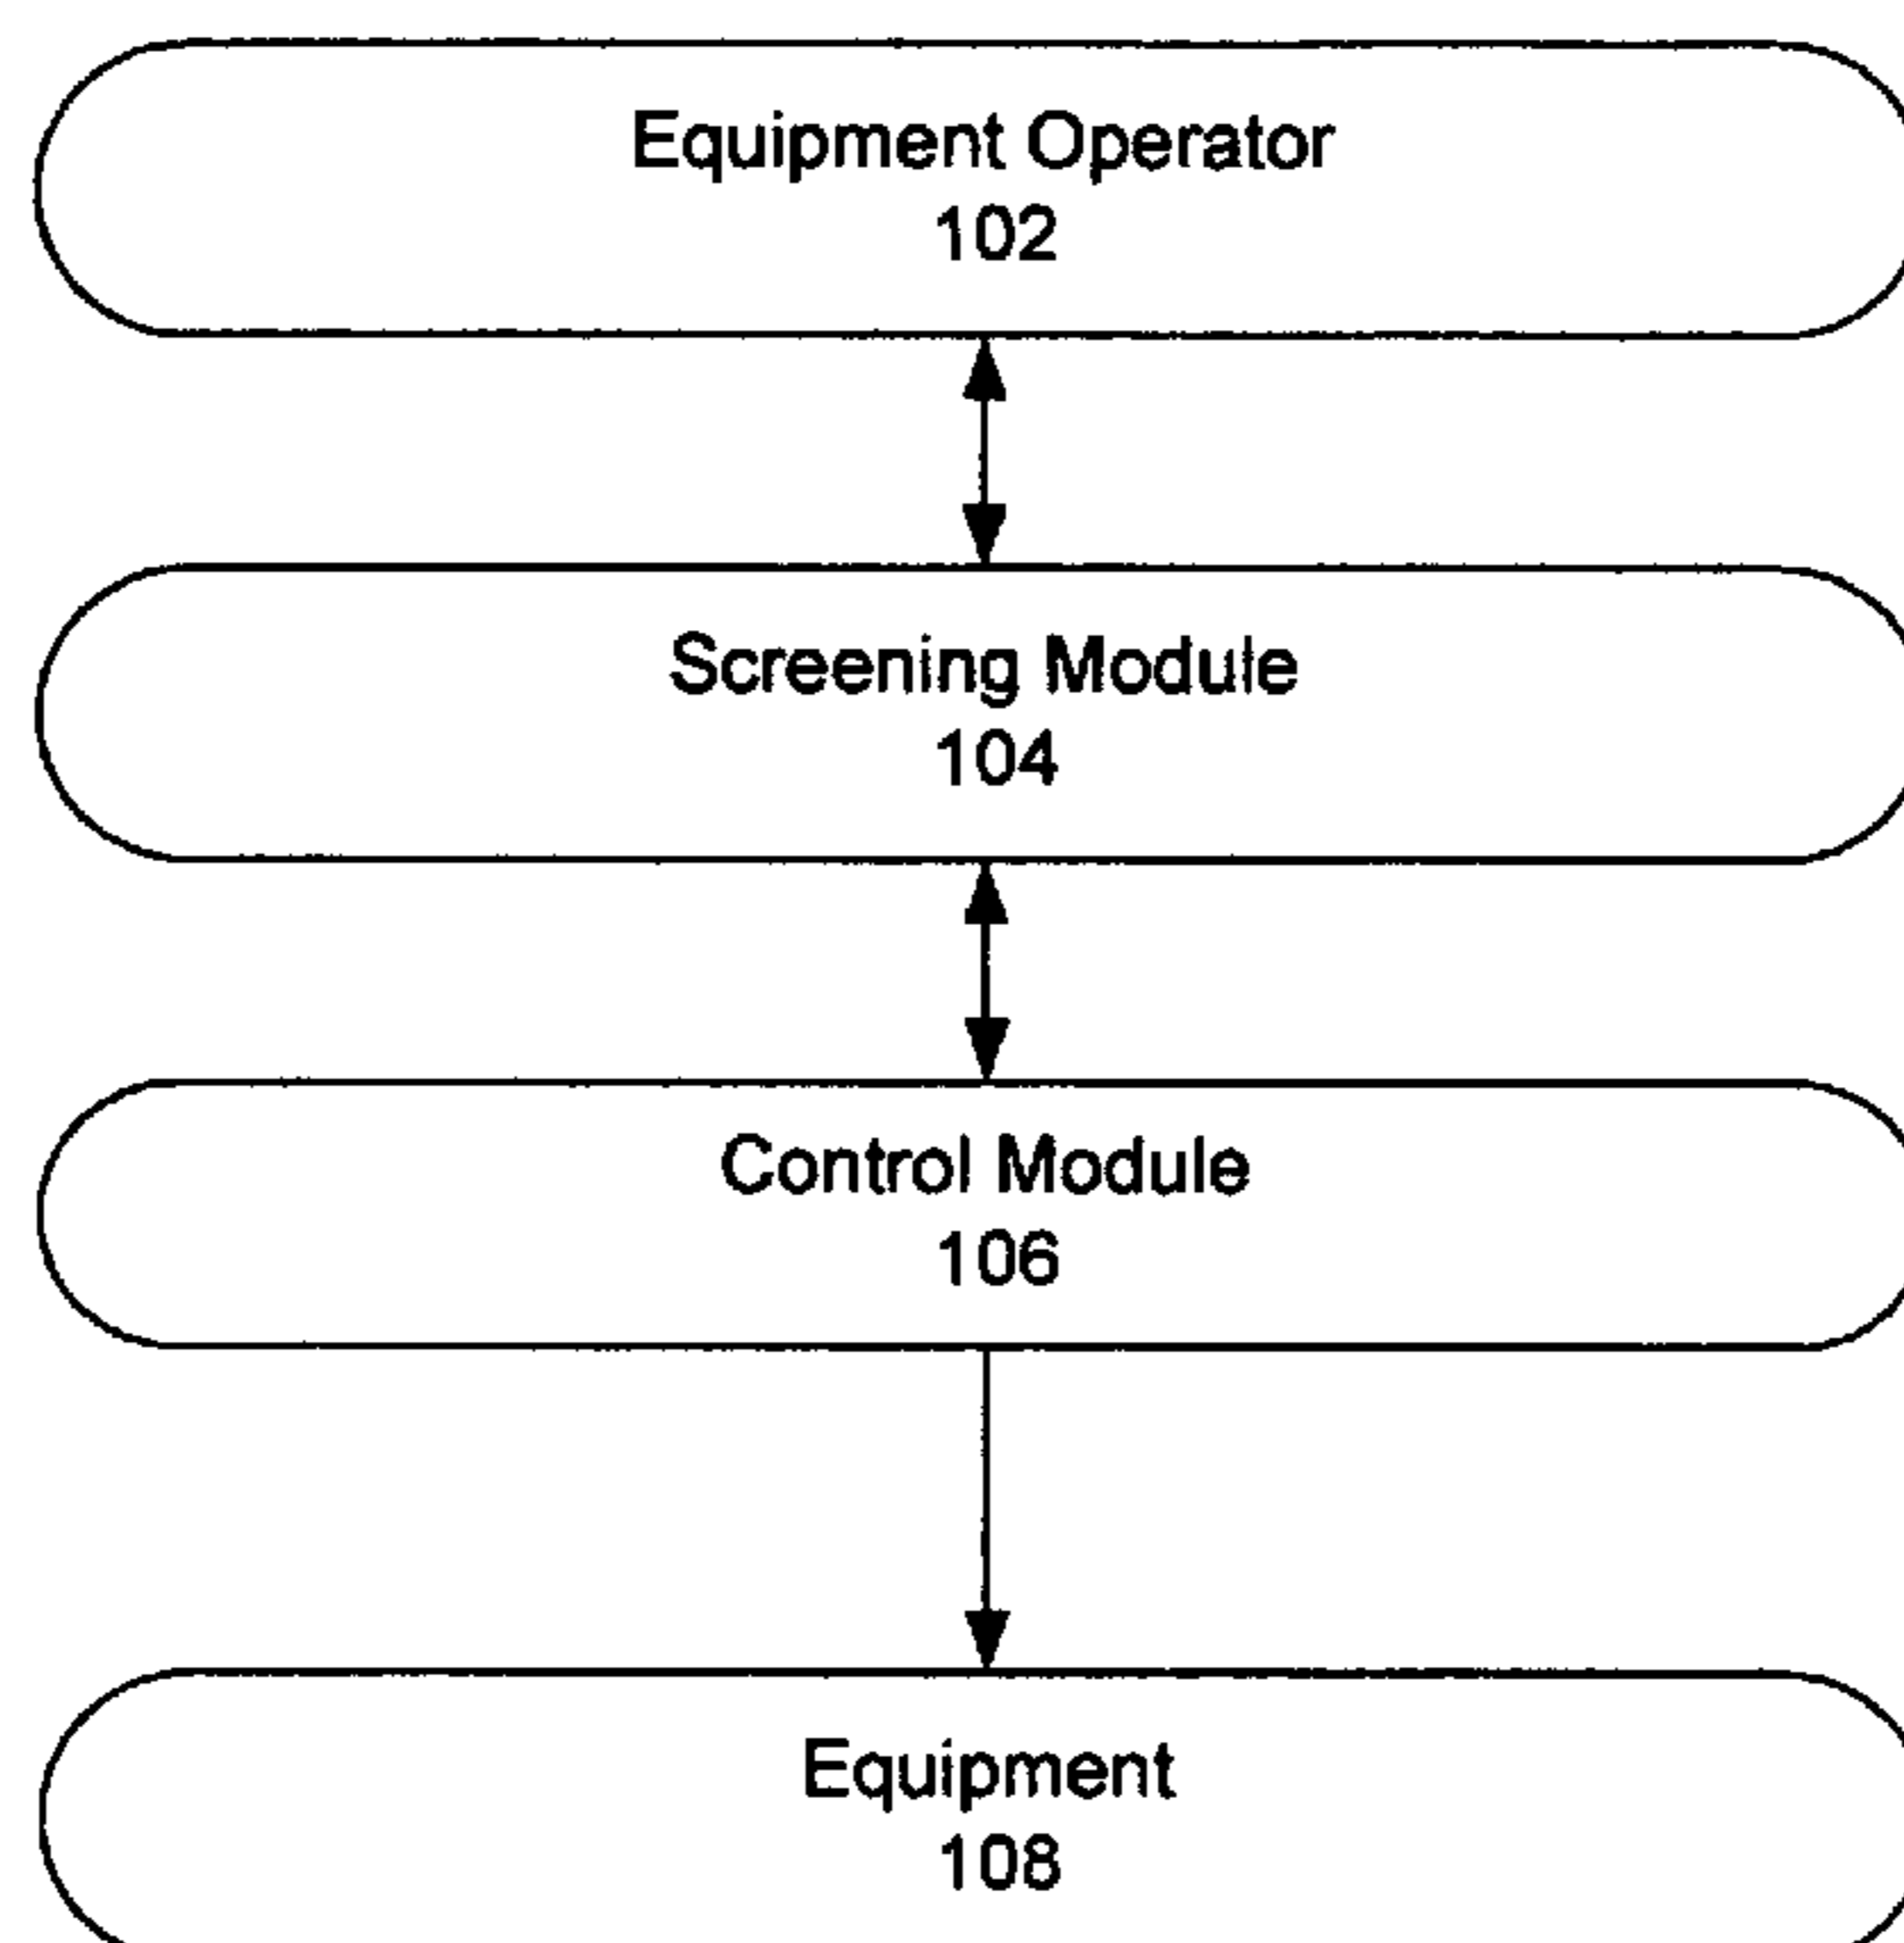 Equipment Operator
102
Screening Module
104
Control Module
106
Equipment
108